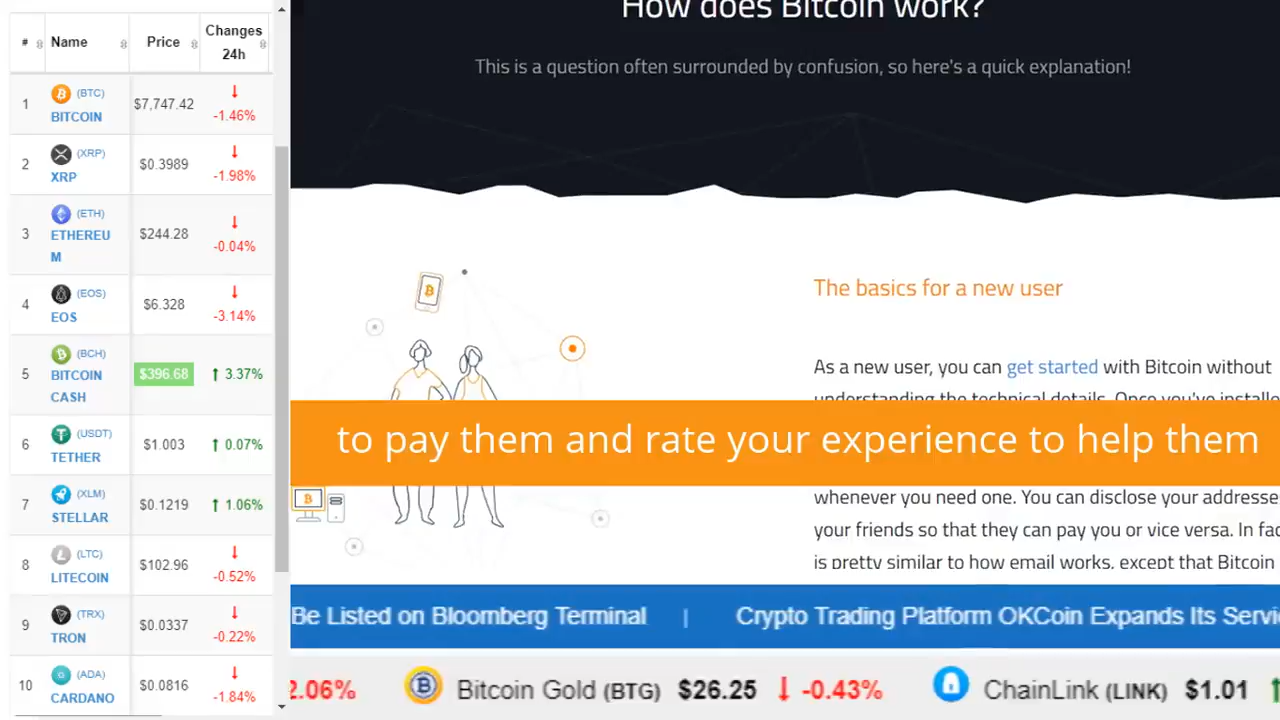 # Name Price Changes 24h
1 (BTC) BITCOIN $7,747.42 -1.46%
2 (XRP) XRP $0.3989 -1.98%
3 (ETH) ETHEREU M $244.28 -0.04%
4 (EOS) EOS $6.328 -3.14%
5 (BCH) BITCOIN CASH $396.68 3.37%
6 (USDT) TETHER $1.003 0.07%
7 (XLM) STELLAR $0.1219 1.06%
8 (LTC) LITECOIN $102.96 -0.52%
9 (TRX) TRON $0.0337 -0.22%
10 (ADA) CARDANO $0.0816 -1.84%
How does Bitcoin work?
This is a question often surrounded by confusion, so here's a quick explanation!
The basics for a new user
As a new user, you can get started with Bitcoin without
understanding the technical details. Once you've installe
to pay them and rate your experience to help them
whenever you need one. You can disclose your addresse
your friends so that they can pay you or vice versa. In fac
is pretty similar to how email works, except that Bitcoin
Be Listed on Bloomberg Terminal | Crypto Trading Platform OKCoin Expands Its Servi
2.06% Bitcoin Gold (BTG) $26.25 -0.43% ChainLink (LINK) $1.01